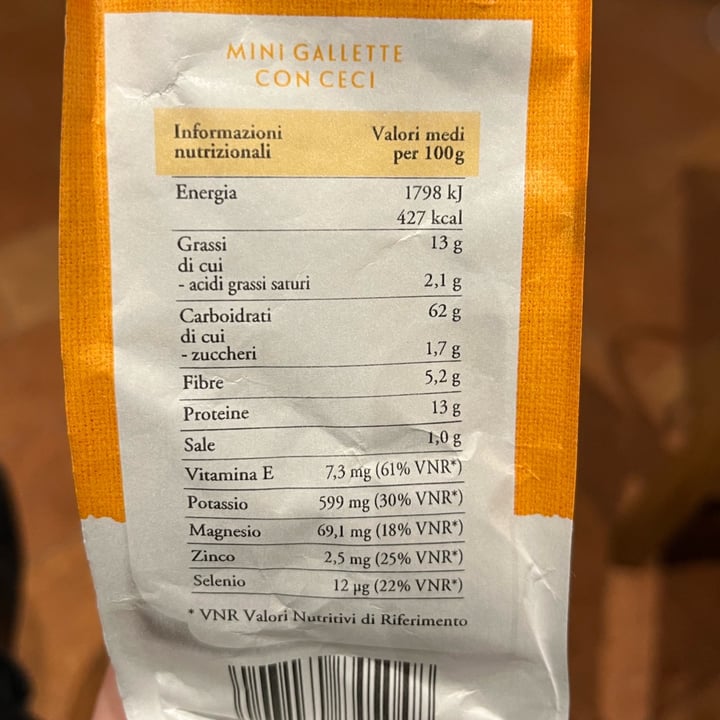 MINI GALLETTE
CON CECI
Informazioni Valori medi
nutrizionali per 100g
Energia 1798 kJ
427 kcal
Grassi 13 g
di cui
- acidi grassi saturi 2,1 g
Carboidrati 62 g
di cui
- zuccheri 1,7 g
Fibre 5,2 g
Proteine 13 g
Sale 1,0 g
Vitamina E 7,3 mg (61% VNR*)
Potassio 599 mg (30% VNR*)
Magnesio 69,1 mg (18% VNR*)
Zinco 2,5 mg (25% VNR*)
Selenio 12 µg (22% VNR*)
* VNR Valori Nutritivi di Riferimento